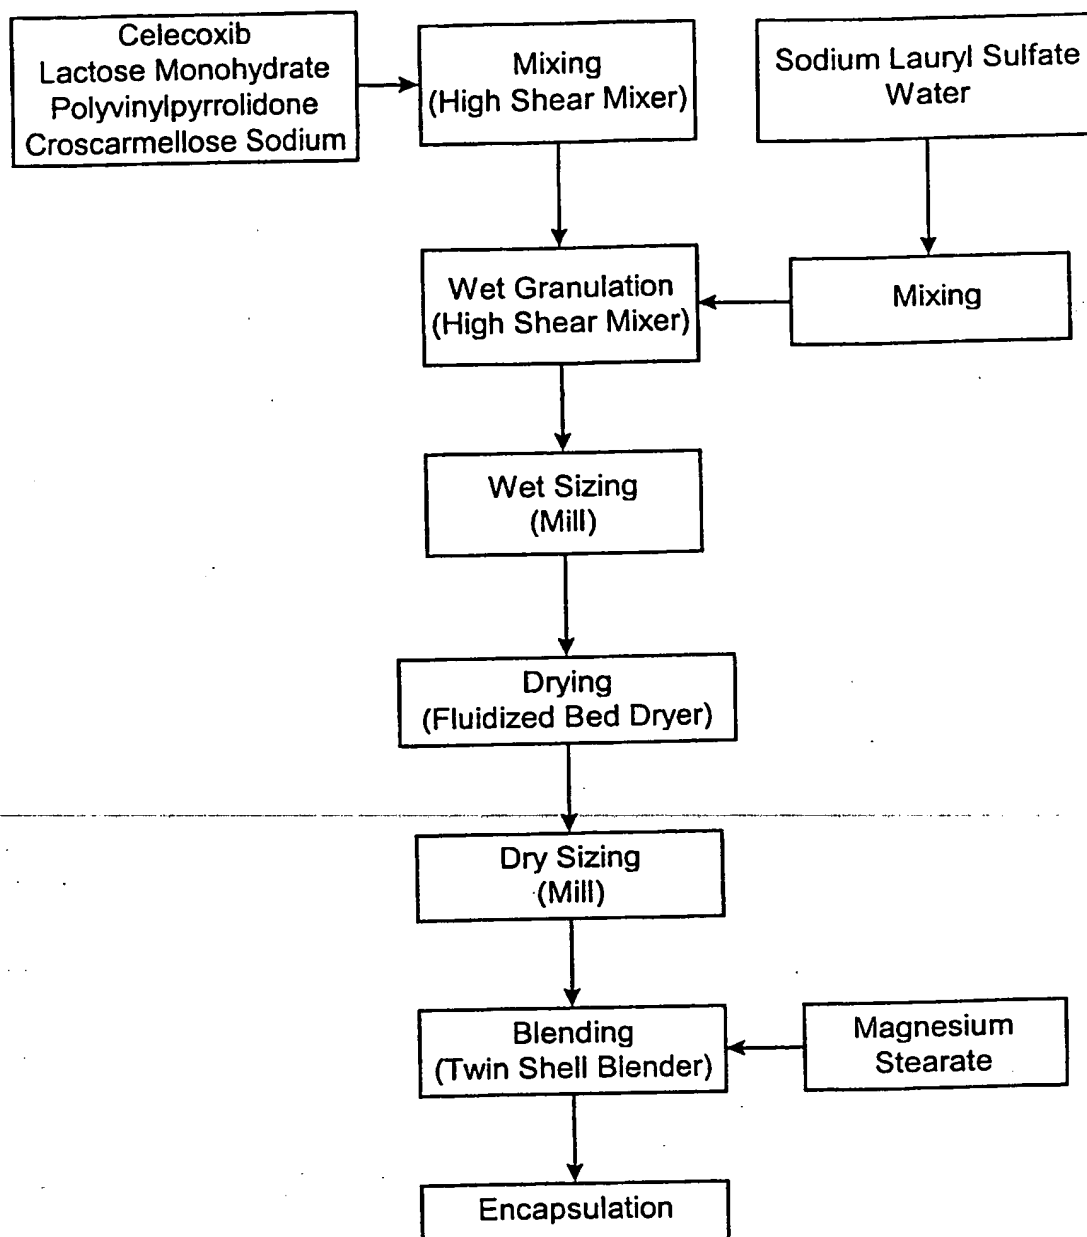 Celecoxib
Lactose Monohydrate
Polyvinylpyrrolidone
Croscarmellose Sodium
Mixing
(High Shear Mixer)
Sodium Lauryl Sulfate
Water
Wet Granulation
(High Shear Mixer)
Mixing
Wet Sizing
(Mill)
Drying
(Fluidized Bed Dryer)
Dry Sizing
(Mill)
Blending
(Twin Shell Blender)
Magnesium
Stearate
Encapsulation